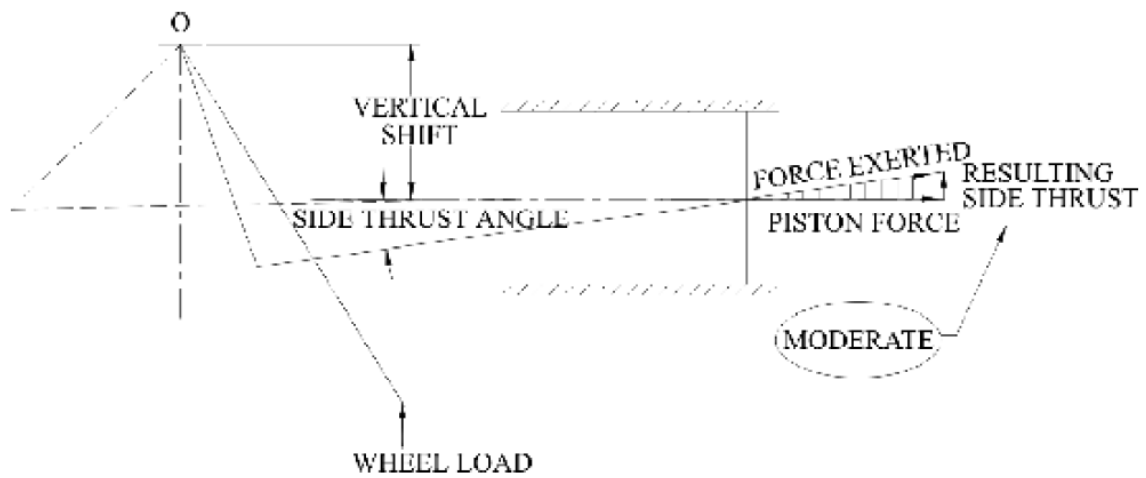 O
VERTICAL
SHIFT
FORCE EXERTED
RESULTING
SIDE THRUST
SIDE THRUST ANGLE
PISTON FORCE
MODERATE
WHEEL LOAD